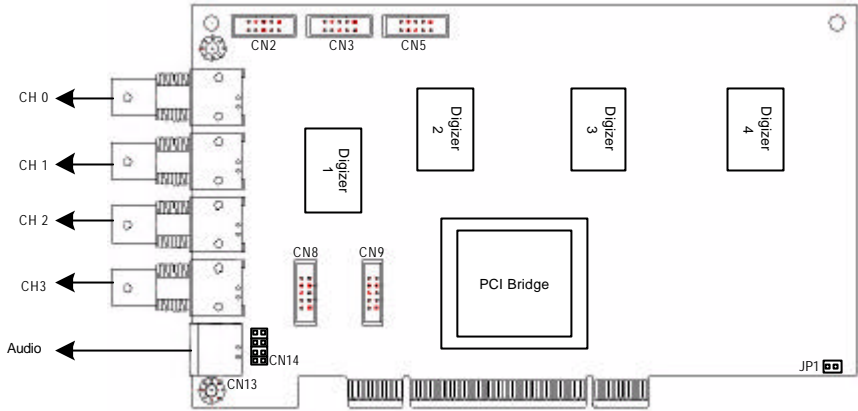 CN2
CN3
CN5
CH 0
CH 1
CH 2
CH3
Audio
Digizer
1
Digizer
2
Digizer
3
Digizer
4
CN8
CN9
PCI Bridge
CN14
CN13
JP1